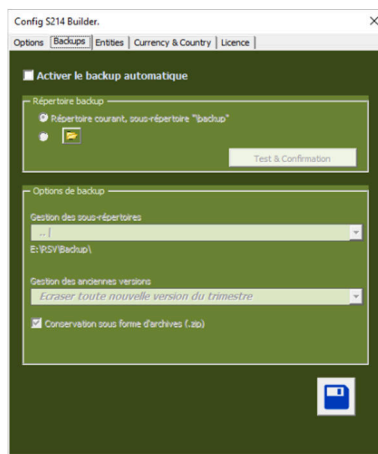 Config S214 Builder.
Options Backups Entities Currency & Country Licence
Activer le backup automatique
Répertoire backup
Répertoire courant, sous-répertoire "\backup"
Test & Confirmation
Options de backup
Gestion des sous-répertoires
.. |
E:\PSV\Backup\
Gestion des anciennes versions
Ecraser toute nouvelle version du trimestre
Conservation sous forme d'archives (.zip)